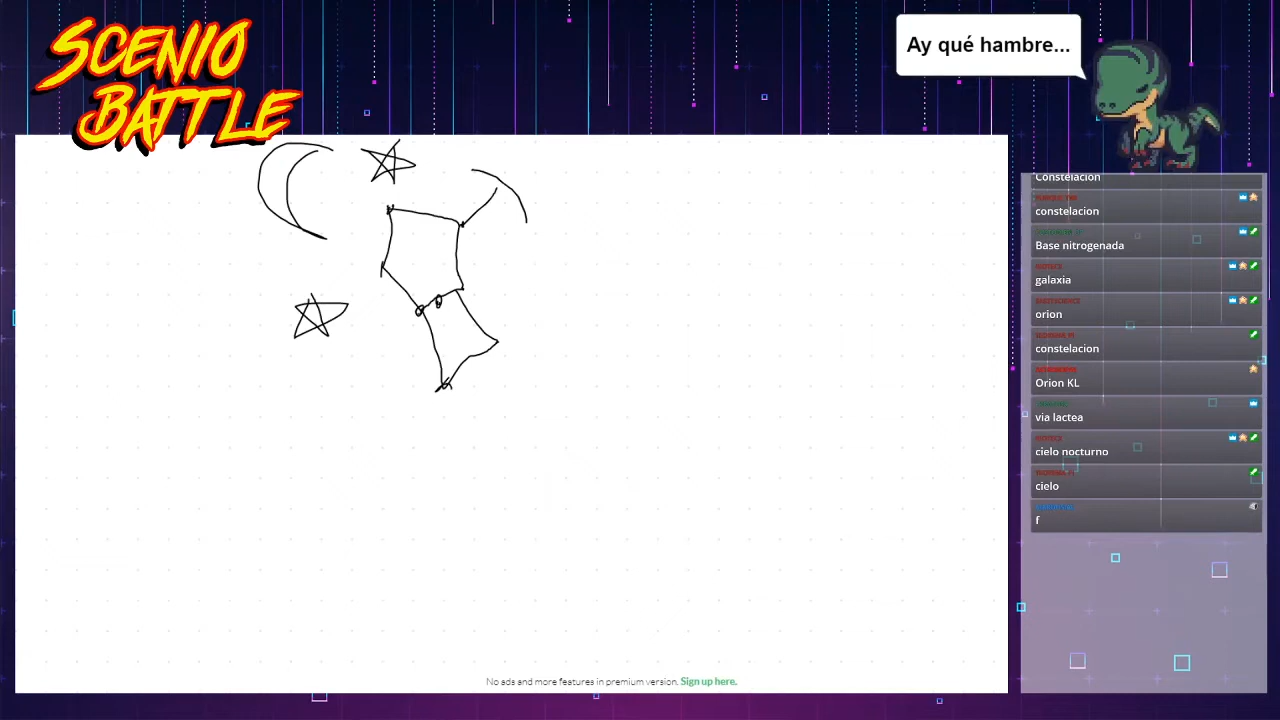 SCENIO
BATTLE
Ay qué hambre...
Constelacion
constelacion
Base nitrogenada
galaxia
orion
constelacion
Orion KL
via lactea
cielo nocturno
cielo
f
No ads and more features in premium version. Sign up here.